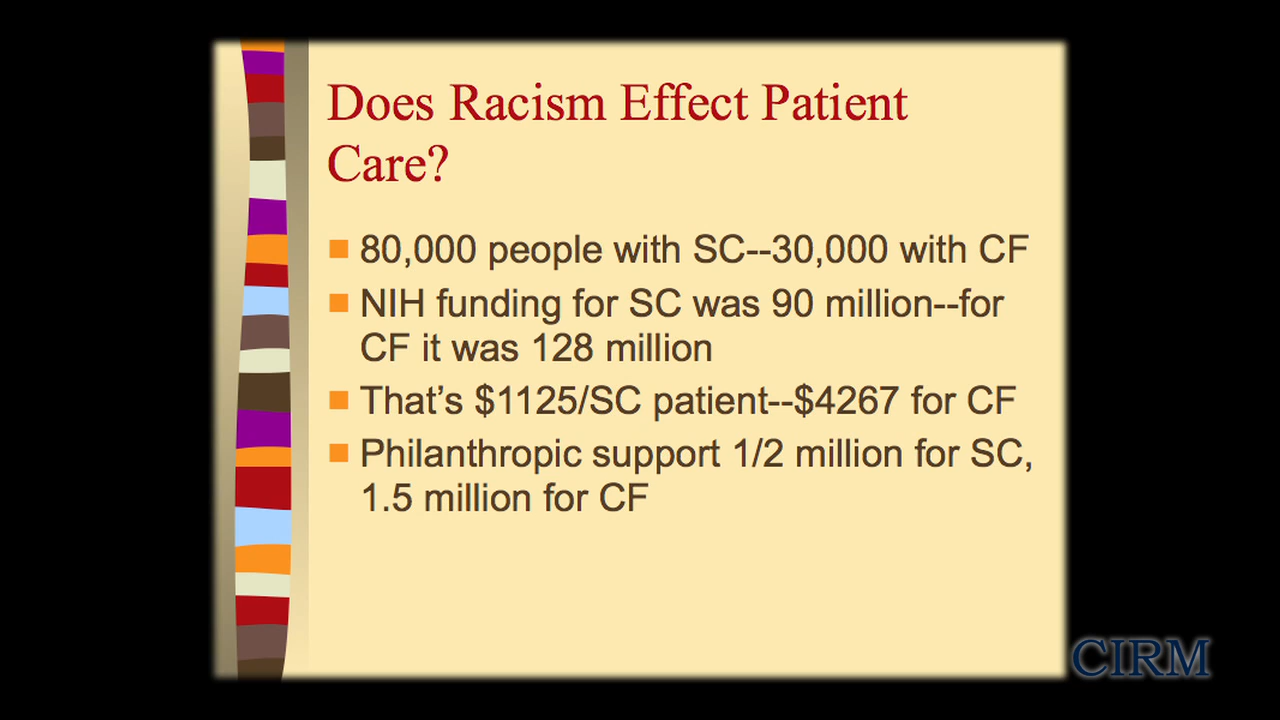 Does Racism Effect Patient
Care?
80,000 people with SC--30,000 with CF
NIH funding for SC was 90 million--for
CF it was 128 million
That’s $1125/SC patient--$4267 for CF
Philanthropic support 1/2 million for SC,
1.5 million for CF
CIRM